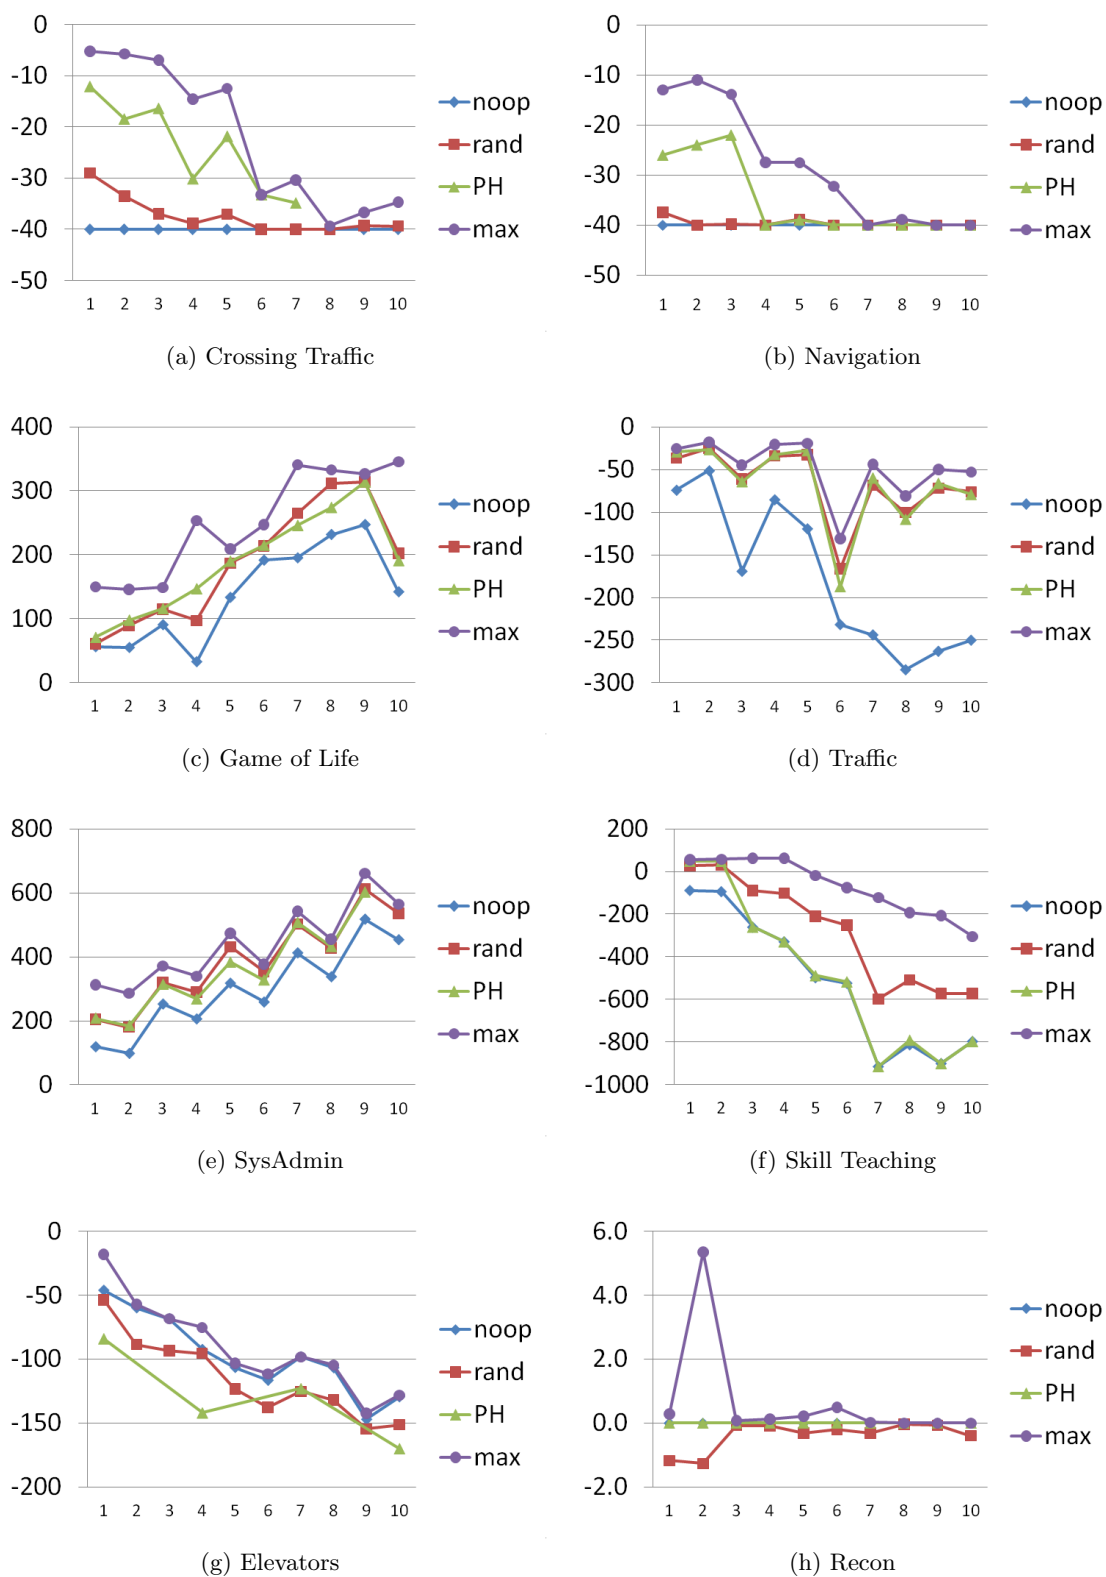 0
-10
-20
-30
-40
-50
1 2 3 4 5 6 7 8 9 10
noop
rand
PH
max
(a) Crossing Traffic
0
-10
-20
-30
-40
-50
1 2 3 4 5 6 7 8 9 10
noop
rand
PH
max
(b) Navigation
400
300
200
100
0
1 2 3 4 5 6 7 8 9 10
noop
rand
PH
max
(c) Game of Life
0
-50
-100
-150
-200
-250
-300
1 2 3 4 5 6 7 8 9 10
noop
rand
PH
max
(d) Traffic
800
600
400
200
0
1 2 3 4 5 6 7 8 9 10
noop
rand
PH
max
(e) SysAdmin
200
0
-200
-400
-600
-800
-1000
1 2 3 4 5 6 7 8 9 10
noop
rand
PH
max
(f) Skill Teaching
0
-50
-100
-150
-200
1 2 3 4 5 6 7 8 9 10
noop
rand
PH
max
(g) Elevators
6.0
4.0
2.0
0.0
-2.0
1 2 3 4 5 6 7 8 9 10
noop
rand
PH
max
(h) Recon